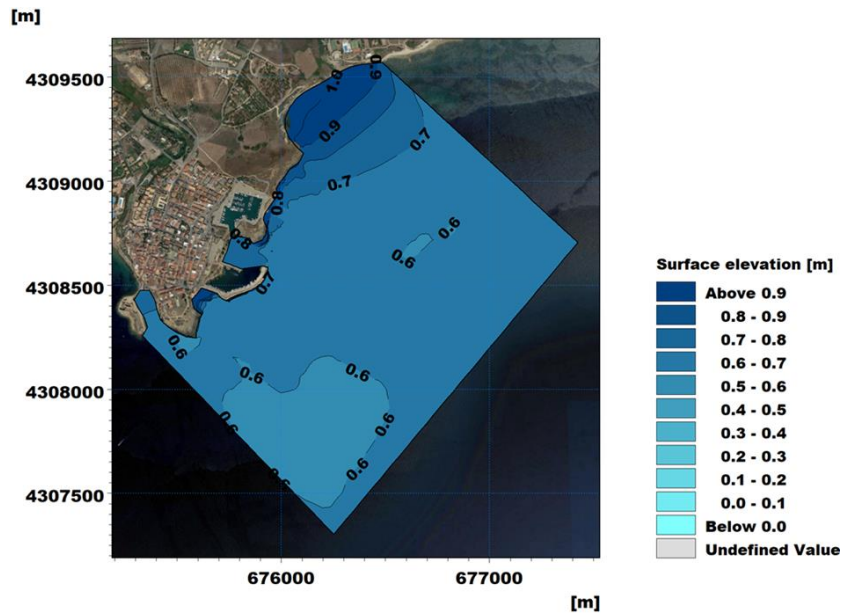 [m]
4309500
4309000
4308500
4308000
4307500
1.0
0.9
0.9
0.7
0.7
0.8
0.8
0.7
0.6
0.6
0.6
0.6
0.6
0.6
0.6
0.6
0.6
676000
677000
[m]
Surface elevation [m]
Above 0.9
0.8 - 0.9
0.7 - 0.8
0.6 - 0.7
0.5 - 0.6
0.4 - 0.5
0.3 - 0.4
0.2 - 0.3
0.1 - 0.2
0.0 - 0.1
Below 0.0
Undefined Value